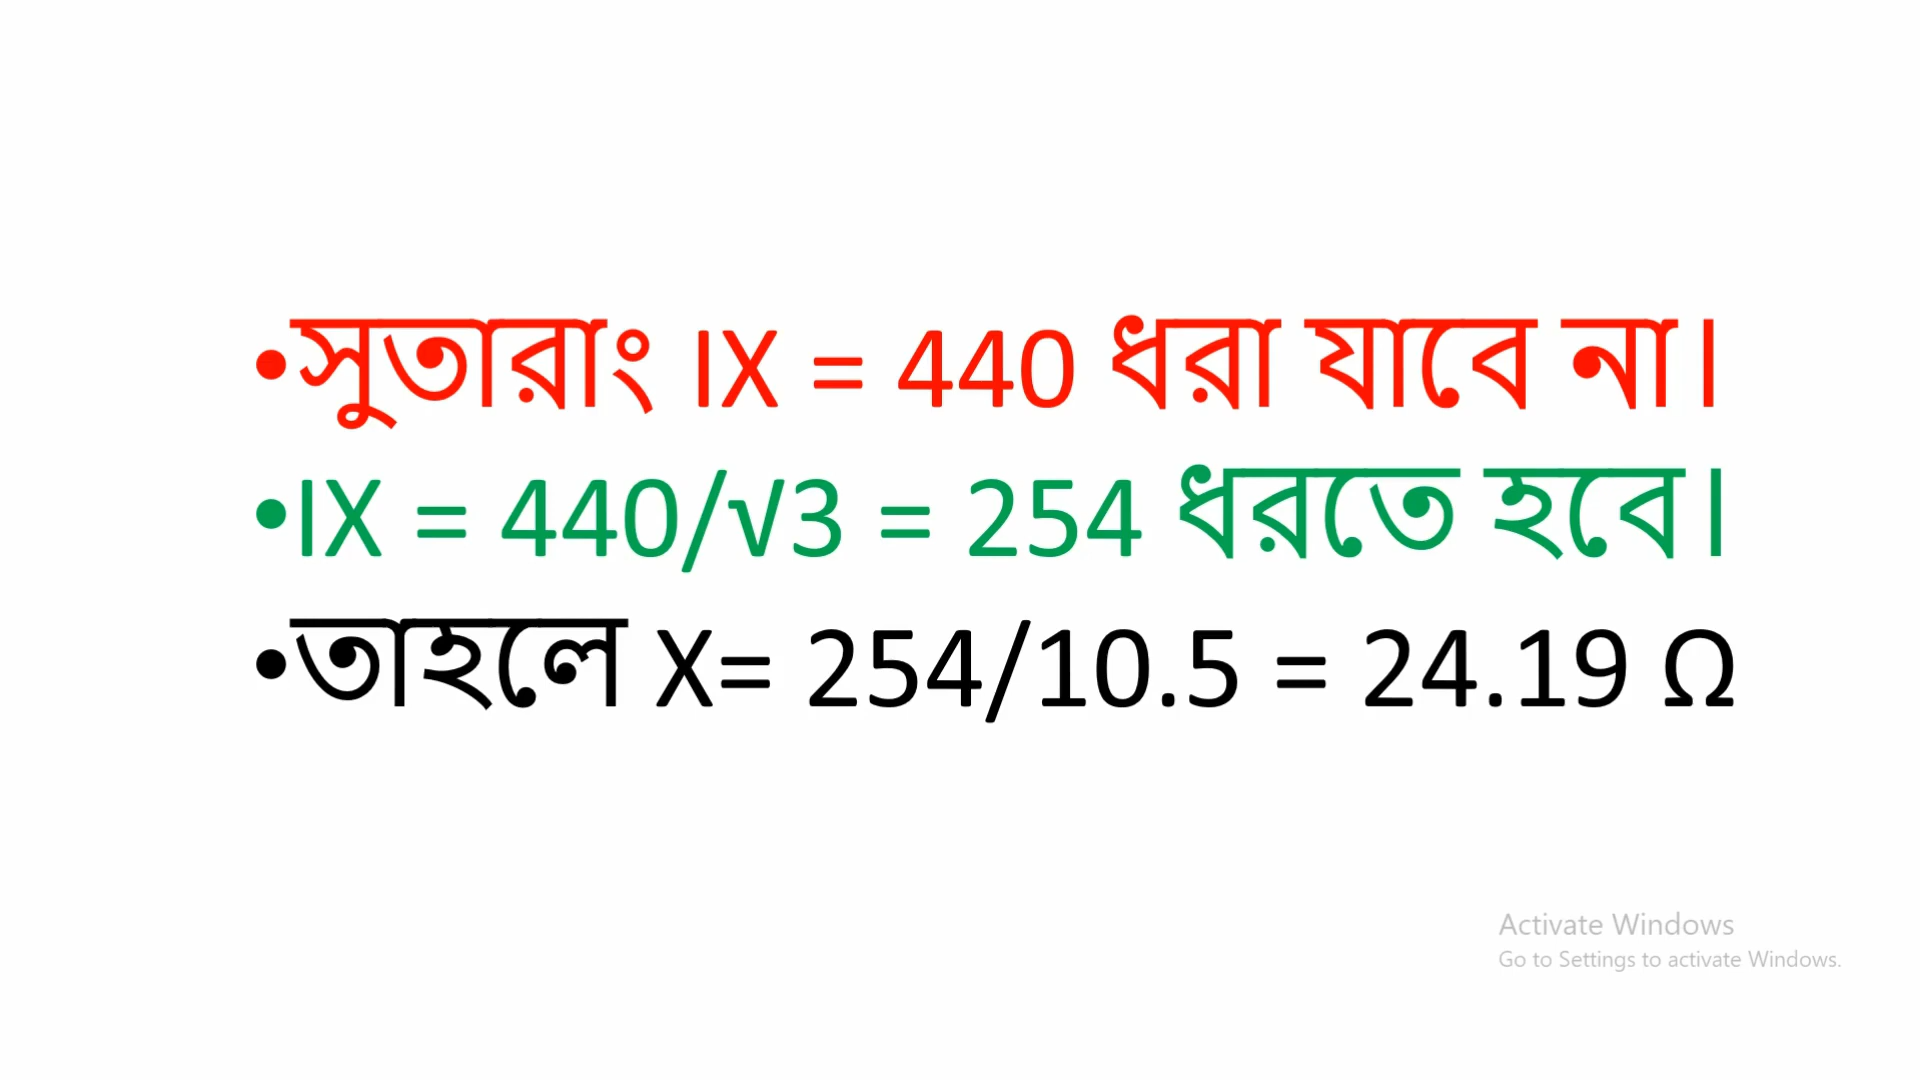 •সুতারাং IX = 440 ধরা যাবে না।
•IX = 440/√3 = 254 ধরতে হবে।
•তাহলে X= 254/10.5 = 24.19 Ω
Activate Windows
Go to Settings to activate Windows.